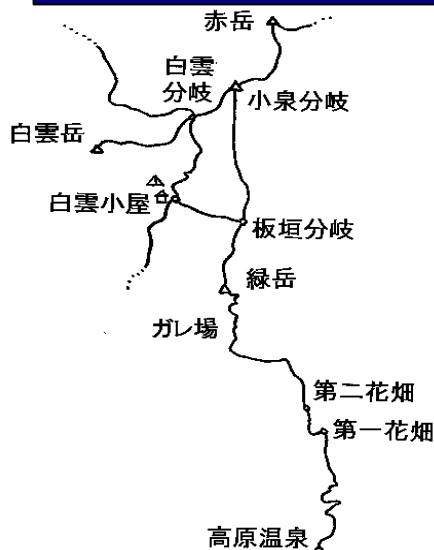 赤岳
白雲
分岐
小泉分岐
白雲岳
白雲小屋
板垣分岐
緑岳
ガレ場
第二花畑
第一花畑
高原温泉